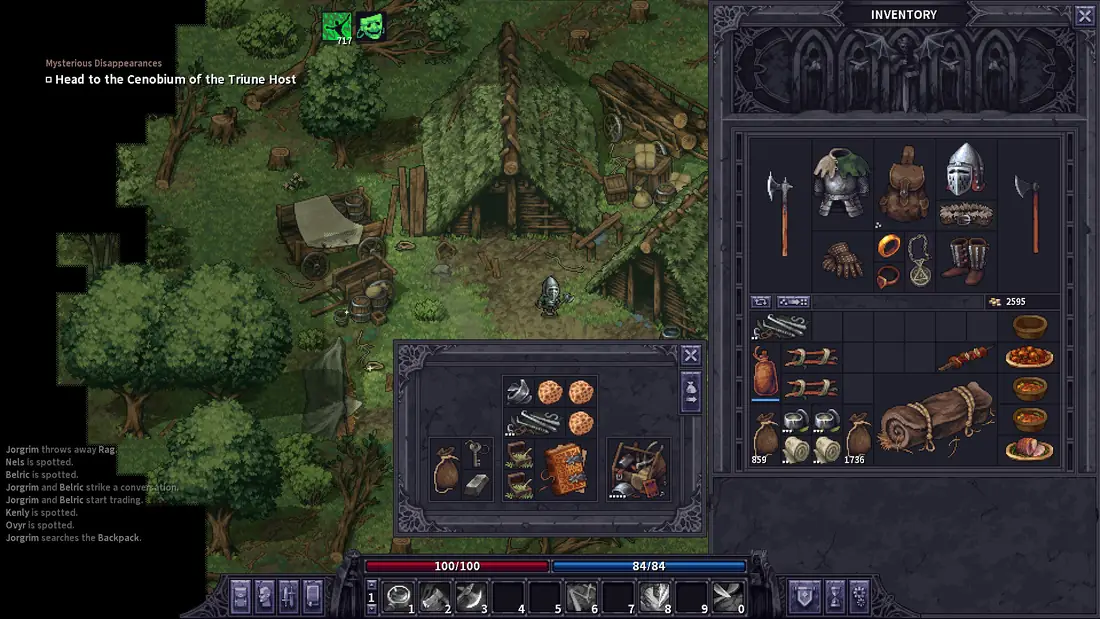 717
Mysterious Disappearances
Head to the Cenobium of the Triune Host
INVENTORY
2595
859
1736
Jorgrim throws away Rag.
Nels is spotted.
Belric is spotted.
Jorgrim and Belric strike a conversation.
Jorgrim and Belric start trading.
Kenly is spotted.
Ovyr is spotted.
Jorgrim searches the Backpack.
100/100
84/84
1
1
2
3
4
5
6
7
8
9
0